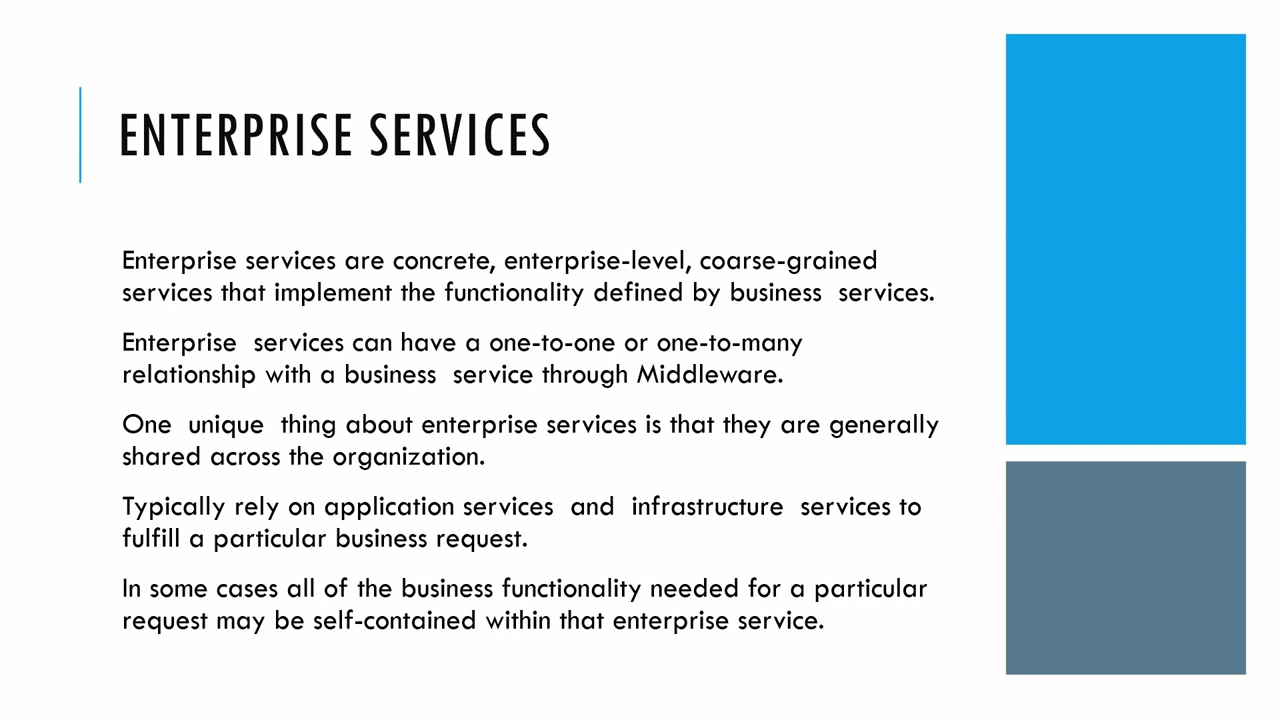 ENTERPRISE SERVICES
Enterprise services are concrete, enterprise-level, coarse-grained
services that implement the functionality defined by business  services.
Enterprise  services can have a one-to-one or one-to-many
relationship with a business  service through Middleware.
One  unique  thing about enterprise services is that they are generally
shared across the organization.
Typically rely on application services  and  infrastructure  services to
fulfill a particular business request.
In some cases all of the business functionality needed for a particular
request may be self-contained within that enterprise service.